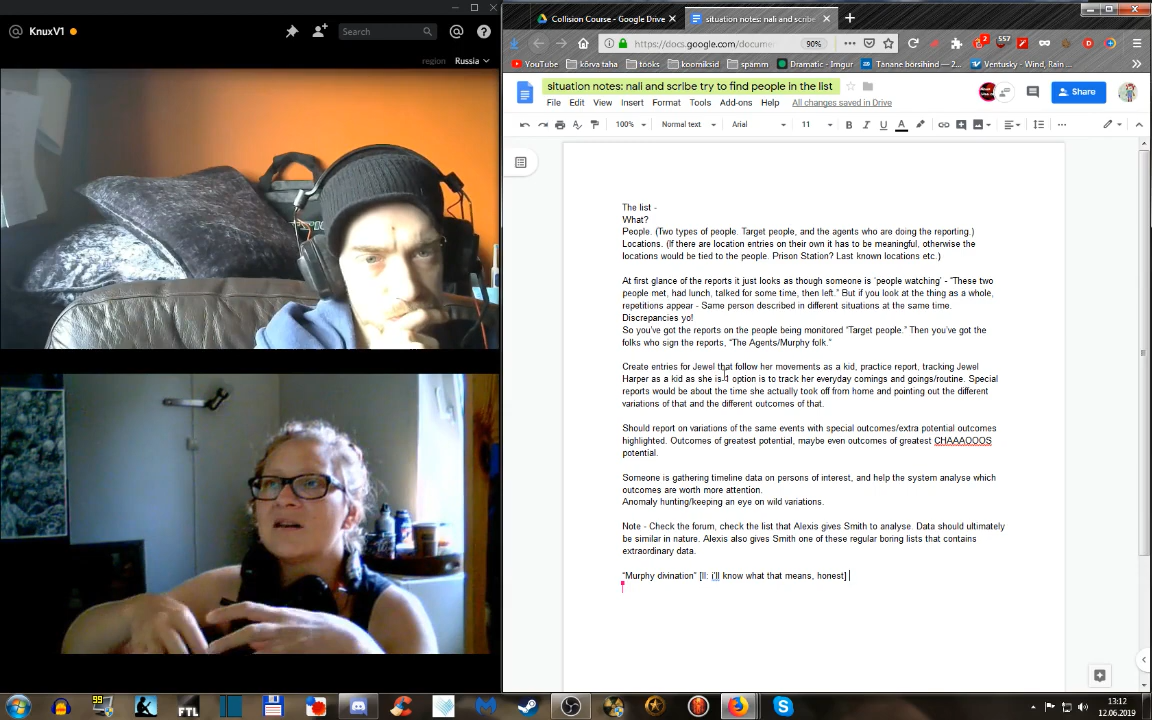 KnuxV1
Search
region Russia
Collision Course - Google Drive
situation notes: nali and scribe
https://docs.google.com/docume
90%
2
557
YouTube
kõrva taha
tööks
koomiksid
spämm
Dramatic - Imgur
Tänane börsihind ...
Ventusky - Wind, Rain ...
situation notes: nali and scribe try to find people in the list
File Edit View Insert Format Tools Add-ons Help All changes saved in Drive
Share
100% Normal text Arial 11 B I U A
The list -
What?
People. (Two types of people. Target people, and the agents who are doing the reporting.)
Locations. (If there are location entries on their own it has to be meaningful, otherwise the
locations would be tied to the people. Prison Station? Last known locations etc.)
At first glance of the reports it just looks as though someone is 'people watching' - "These two
people met, had lunch, talked for some time, then left." But if you look at the thing as a whole,
repetitions appear - Same person described in different situations at the same time.
Discrepancies yo!
So you've got the reports on the people being monitored "Target people." Then you've got the
folks who sign the reports, "The Agents/Murphy folk."
Create entries for Jewel that follow her movements as a kid, practice report, tracking Jewel
Harper as a kid as she is 1 option is to track her everyday comings and goings/routine. Special
reports would be about the time she actually took off from home and pointing out the different
variations of that and the different outcomes of that.
Should report on variations of the same events with special outcomes/extra potential outcomes
highlighted. Outcomes of greatest potential, maybe even outcomes of greatest CHAAAOOOS
potential.
Someone is gathering timeline data on persons of interest, and help the system analyse which
outcomes are worth more attention.
Anomaly hunting/keeping an eye on wild variations.
Note - Check the forum, check the list that Alexis gives Smith to analyse. Data should ultimately
be similar in nature. Alexis also gives Smith one of these regular boring lists that contains
extraordinary data.
"Murphy divination" [ll: i'll know what that means, honest]
99
FTL
13:12
12.06.2019